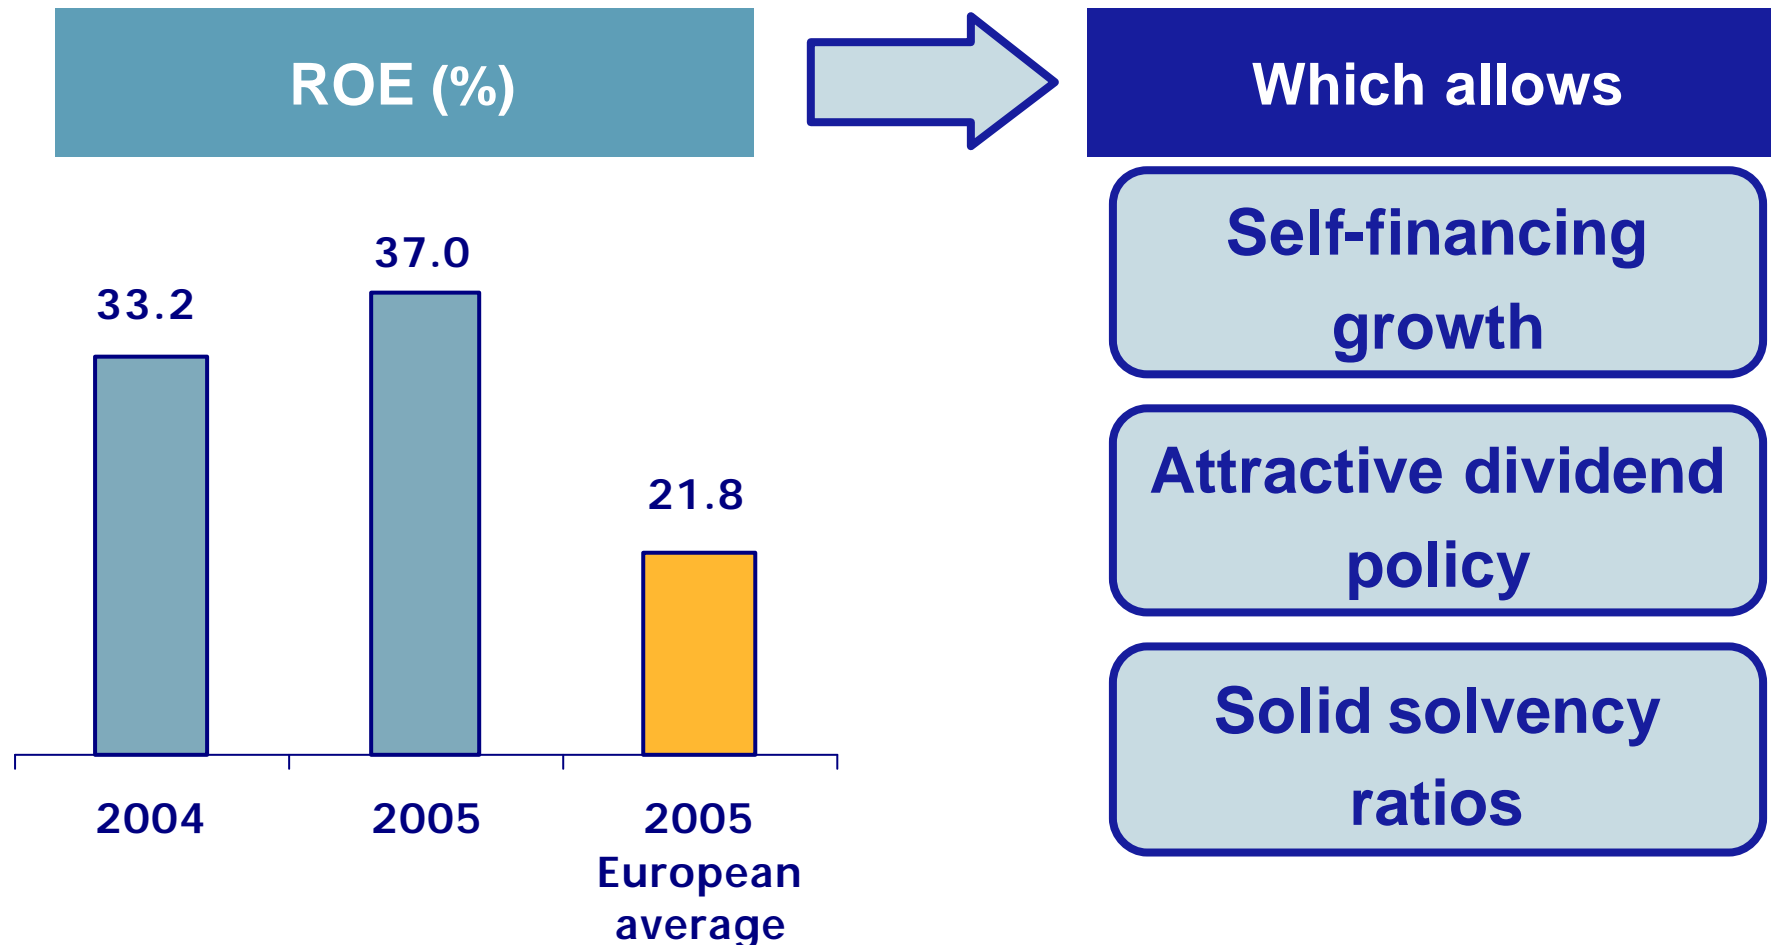 ROE (%)
Which allows
33.2
37.0
21.8
2004
2005
2005
European
average
Self-financing
growth
Attractive dividend
policy
Solid solvency
ratios